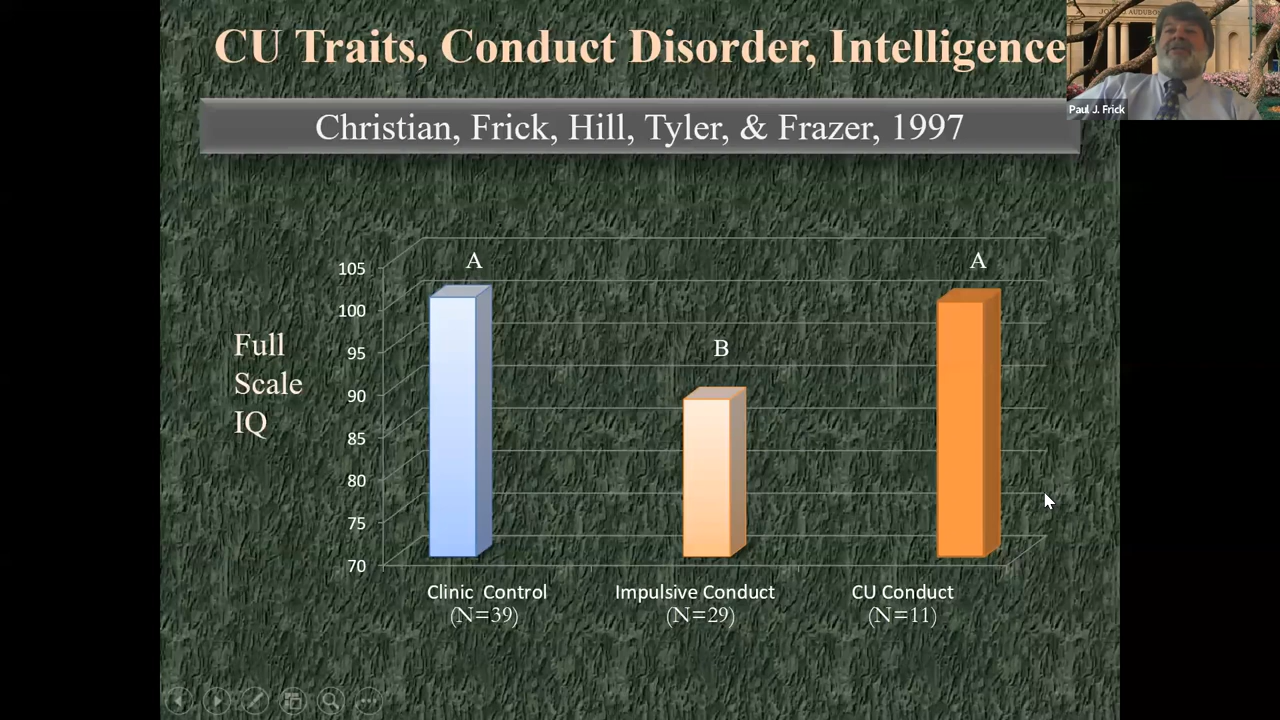 CU Traits, Conduct Disorder, Intelligence
Paul J. Frick
Christian, Frick, Hill, Tyler, & Frazer, 1997
A
B
A
Full
Scale
IQ
105
100
95
90
85
80
75
70
Clinic Control
(N=39)
Impulsive Conduct
(N=29)
CU Conduct
(N=11)